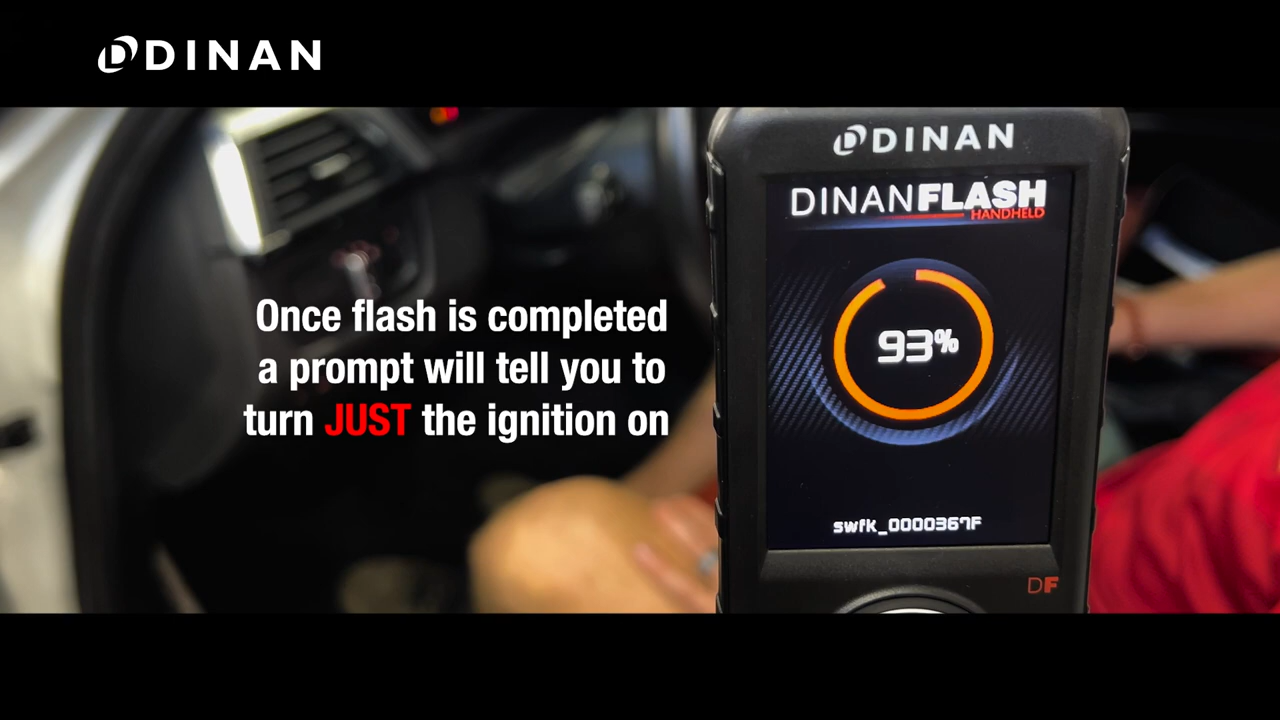 DINAN
DINAN
DINANFLASH
HANDHELD
Once flash is completed
a prompt will tell you to
turn JUST the ignition on
93%
swfk_0000367F
DF